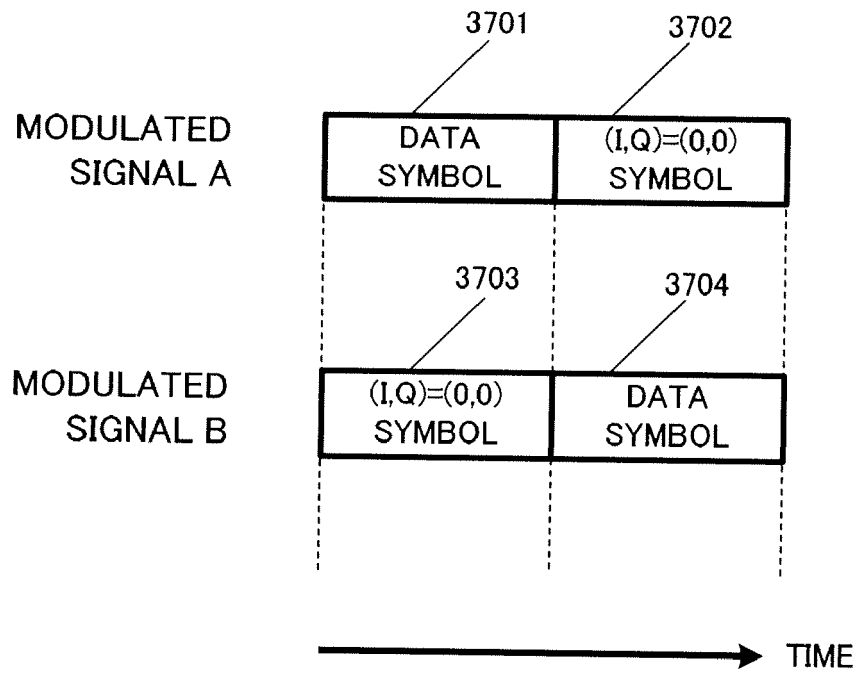 3701 3702
MODULATED SIGNAL A
DATA SYMBOL
(I,Q)=(0,0) SYMBOL
3703 3704
MODULATED SIGNAL B
(I,Q)=(0,0) SYMBOL
DATA SYMBOL
TIME